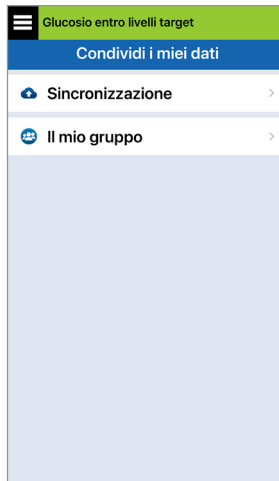 Glucosio entro livelli target
Condividi i miei dati
Sincronizzazione
Il mio gruppo